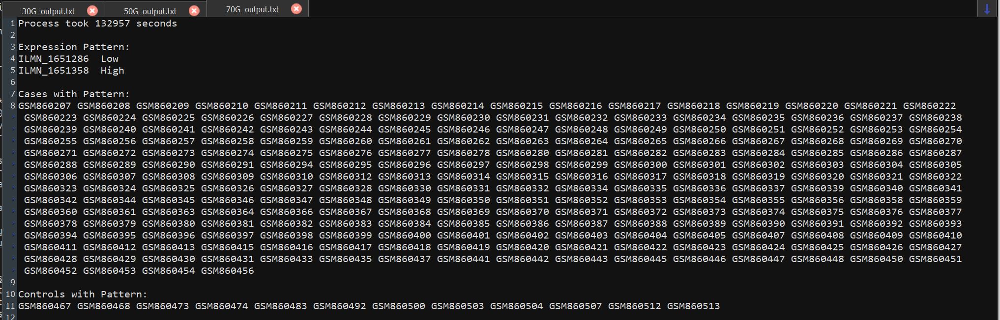 30G_output.txt 50G_output.txt 70G_output.txt
1 Process took 132957 seconds
2
3 Expression Pattern:
4 ILMN_1651286 Low
5 ILMN_1651358 High
6
7 Cases with Pattern:
8 GSM860207 GSM860208 GSM860209 GSM860210 GSM860211 GSM860212 GSM860213 GSM860214 GSM860215 GSM860216 GSM860217 GSM860218 GSM860219 GSM860220 GSM860221 GSM860222
GSM860223 GSM860224 GSM860225 GSM860226 GSM860227 GSM860228 GSM860229 GSM860230 GSM860231 GSM860232 GSM860233 GSM860234 GSM860235 GSM860236 GSM860237 GSM860238
GSM860239 GSM860240 GSM860241 GSM860242 GSM860243 GSM860244 GSM860245 GSM860246 GSM860247 GSM860248 GSM860249 GSM860250 GSM860251 GSM860252 GSM860253 GSM860254
GSM860255 GSM860256 GSM860257 GSM860258 GSM860259 GSM860260 GSM860261 GSM860262 GSM860263 GSM860264 GSM860265 GSM860266 GSM860267 GSM860268 GSM860269 GSM860270
GSM860271 GSM860272 GSM860273 GSM860274 GSM860275 GSM860276 GSM860277 GSM860278 GSM860280 GSM860281 GSM860282 GSM860283 GSM860284 GSM860285 GSM860286 GSM860287
GSM860288 GSM860289 GSM860290 GSM860291 GSM860294 GSM860295 GSM860296 GSM860297 GSM860298 GSM860299 GSM860300 GSM860301 GSM860302 GSM860303 GSM860304 GSM860305
GSM860306 GSM860307 GSM860308 GSM860309 GSM860310 GSM860312 GSM860313 GSM860314 GSM860315 GSM860316 GSM860317 GSM860318 GSM860319 GSM860320 GSM860321 GSM860322
GSM860323 GSM860324 GSM860325 GSM860326 GSM860327 GSM860328 GSM860330 GSM860331 GSM860332 GSM860334 GSM860335 GSM860336 GSM860337 GSM860339 GSM860340 GSM860341
GSM860342 GSM860344 GSM860345 GSM860346 GSM860347 GSM860348 GSM860349 GSM860350 GSM860351 GSM860352 GSM860353 GSM860354 GSM860355 GSM860356 GSM860358 GSM860359
GSM860360 GSM860361 GSM860363 GSM860364 GSM860366 GSM860367 GSM860368 GSM860369 GSM860370 GSM860371 GSM860372 GSM860373 GSM860374 GSM860375 GSM860376 GSM860377
GSM860378 GSM860379 GSM860380 GSM860381 GSM860382 GSM860383 GSM860384 GSM860385 GSM860386 GSM860387 GSM860388 GSM860389 GSM860390 GSM860391 GSM860392 GSM860393
GSM860394 GSM860395 GSM860396 GSM860397 GSM860398 GSM860399 GSM860400 GSM860401 GSM860402 GSM860403 GSM860404 GSM860405 GSM860407 GSM860408 GSM860409 GSM860410
GSM860411 GSM860412 GSM860413 GSM860415 GSM860416 GSM860417 GSM860418 GSM860419 GSM860420 GSM860421 GSM860422 GSM860423 GSM860424 GSM860425 GSM860426 GSM860427
GSM860428 GSM860429 GSM860430 GSM860431 GSM860433 GSM860435 GSM860437 GSM860441 GSM860442 GSM860443 GSM860445 GSM860446 GSM860447 GSM860448 GSM860450 GSM860451
GSM860452 GSM860453 GSM860454 GSM860456
9
10 Controls with Pattern:
11 GSM860467 GSM860468 GSM860473 GSM860474 GSM860483 GSM860492 GSM860500 GSM860503 GSM860504 GSM860507 GSM860512 GSM860513
12